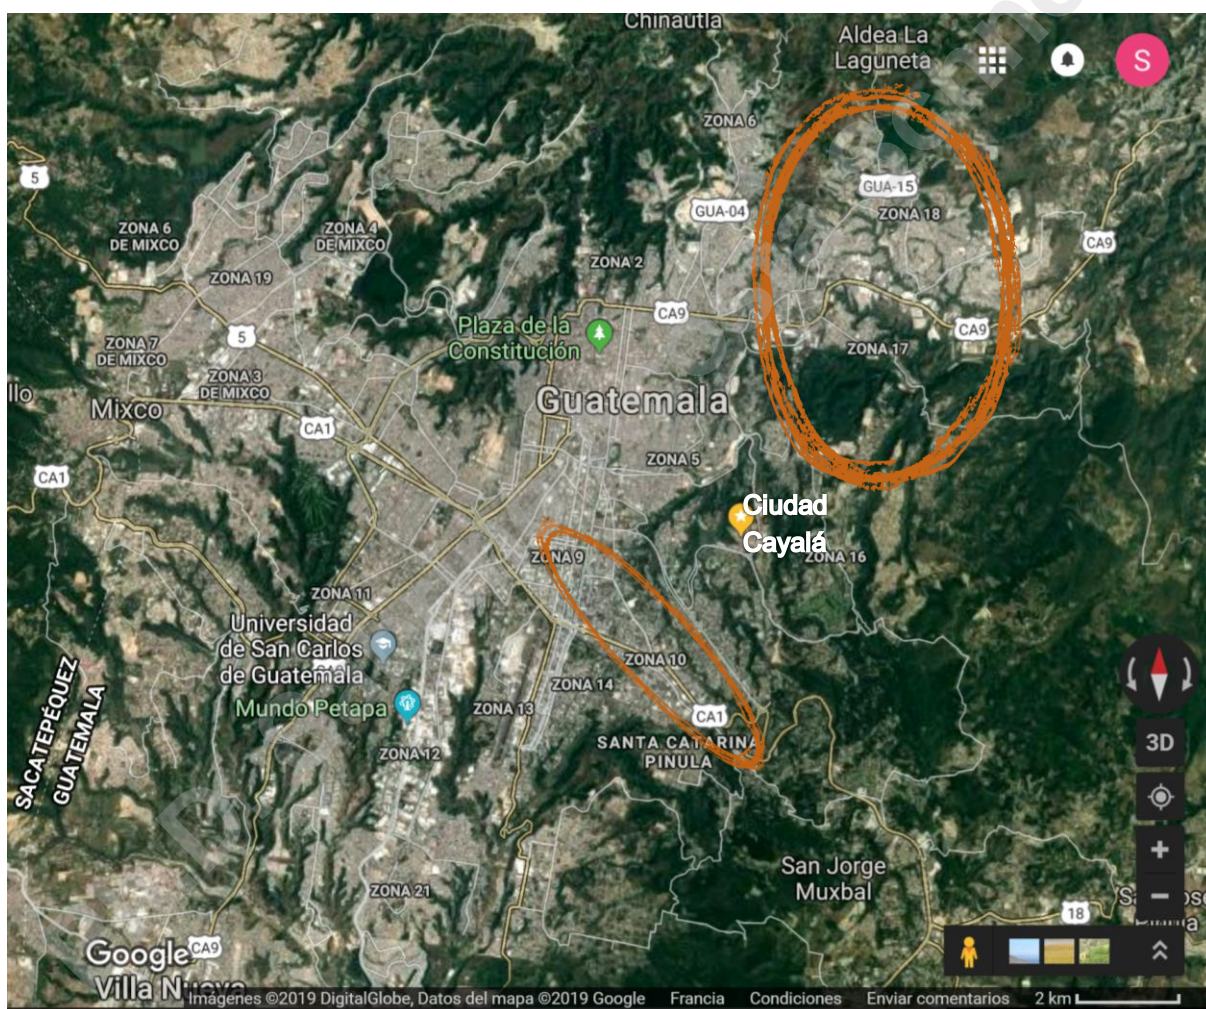 Chinautla
Aldea La
Laguneta
S
ZONA 6
5
GUA-15
GUA-04
ZONA 18
ZONA 6
DE MIXCO
ZONA 4
DE MIXCO
CA9
ZONA 2
ZONA 19
CA9
Plaza de la
Constitución
5
CA9
ZONA 7
DE MIXCO
ZONA 17
ZONA 3
DE MIXCO
llo
Mixco
Guatemala
CA1
ZONA 5
CA1
Ciudad
Cayalá
ZONA 9
ZONA 16
ZONA 11
Universidad
de San Carlos
de Guatemala
ZONA 10
ZONA 14
SACATEPÉQUEZ
GUATEMALA
Mundo Petapa
ZONA 13
CA1
SANTA CATARINA
PINULA
3D
ZONA 12
San Jorge
Muxbal
ZONA 21
18
Google
CA9
Villa Nueva
Imágenes ©2019 DigitalGlobe, Datos del mapa ©2019 Google Francia Condiciones Enviar comentarios 2 km